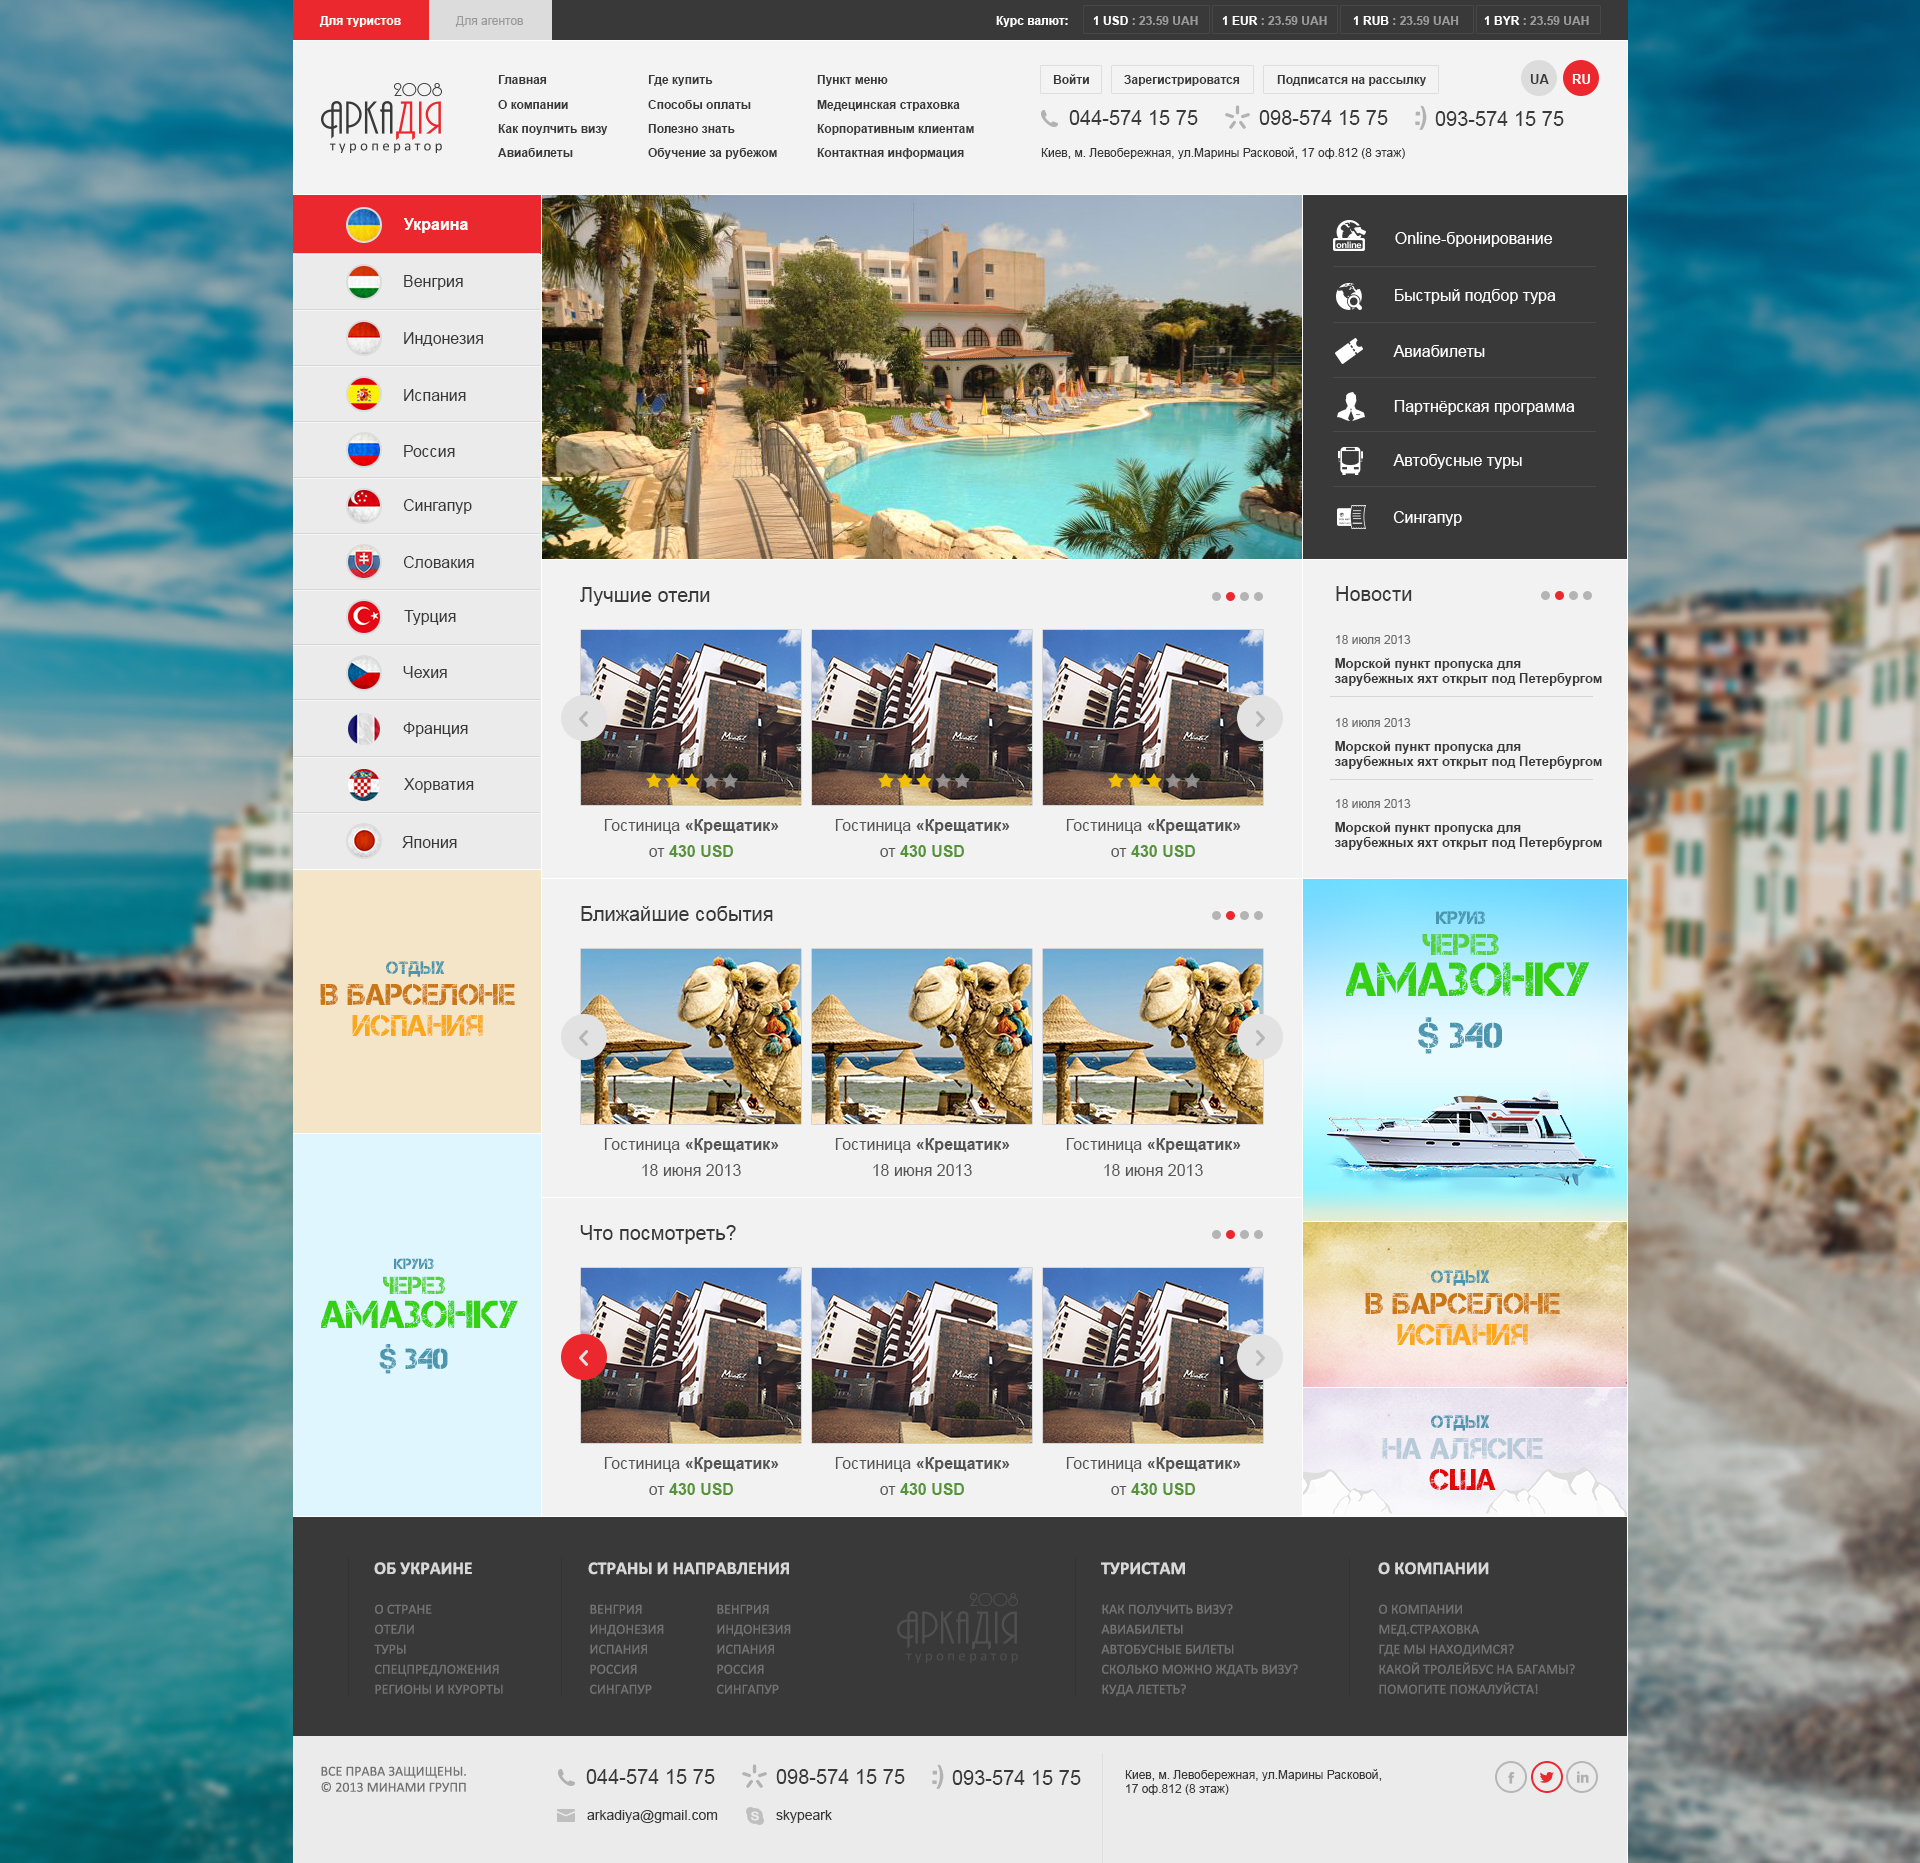 Для туристов
Для агентов
Курс валют:
1 USD : 23.59 UAH
1 EUR : 23.59 UAH
1 RUB : 23.59 UAH
1 BYR : 23.59 UAH
2008
АРКАДІЯ
туроператор
Главная
О компании
Как поулчить визу
Авиабилеты
Где купить
Способы оплаты
Полезно знать
Обучение за рубежом
Пункт меню
Медецинская страховка
Корпоративным клиентам
Контактная информация
Войти
Зарегистрироватся
Подписатся на рассылку
UA
RU
044-574 15 75
098-574 15 75
093-574 15 75
Киев, м. Левобережная, ул.Марины Расковой, 17 оф.812 (8 этаж)
Украина
Венгрия
Индонезия
Испания
Россия
Сингапур
Словакия
Турция
Чехия
Франция
Хорватия
Япония
online
Online-бронирование
Быстрый подбор тура
Авиабилеты
Партнёрская программа
Автобусные туры
Сингапур
Лучшие отели
Гостиница «Крещатик»
от 430 USD
Гостиница «Крещатик»
от 430 USD
Гостиница «Крещатик»
от 430 USD
Новости
18 июля 2013
Морской пункт пропуска для
зарубежных яхт открыт под Петербургом
18 июля 2013
Морской пункт пропуска для
зарубежных яхт открыт под Петербургом
18 июля 2013
Морской пункт пропуска для
зарубежных яхт открыт под Петербургом
ОТДЫХ
В БАРСЕЛОНЕ
ИСПАНИЯ
КРУИЗ
ЧЕРЕЗ
АМАЗОНКУ
$ 340
Ближайшие события
Гостиница «Крещатик»
18 июня 2013
Гостиница «Крещатик»
18 июня 2013
Гостиница «Крещатик»
18 июня 2013
Что посмотреть?
Гостиница «Крещатик»
от 430 USD
Гостиница «Крещатик»
от 430 USD
Гостиница «Крещатик»
от 430 USD
КРУИЗ
ЧЕРЕЗ
АМАЗОНКУ
$ 340
ОТДЫХ
В БАРСЕЛОНЕ
ИСПАНИЯ
ОТДЫХ
НА АЛЯСКЕ
США
ОБ УКРАИНЕ
О СТРАНЕ
ОТЕЛИ
ТУРЫ
СПЕЦПРЕДЛОЖЕНИЯ
РЕГИОНЫ И КУРОРТЫ
СТРАНЫ И НАПРАВЛЕНИЯ
ВЕНГРИЯ
ИНДОНЕЗИЯ
ИСПАНИЯ
РОССИЯ
СИНГАПУР
ВЕНГРИЯ
ИНДОНЕЗИЯ
ИСПАНИЯ
РОССИЯ
СИНГАПУР
2008
АРКАДІЯ
туроператор
ТУРИСТАМ
КАК ПОЛУЧИТЬ ВИЗУ?
АВИАБИЛЕТЫ
АВТОБУСНЫЕ БИЛЕТЫ
СКОЛЬКО МОЖНО ЖДАТЬ ВИЗУ?
КУДА ЛЕТЕТЬ?
О КОМПАНИИ
О КОМПАНИИ
МЕД.СТРАХОВКА
ГДЕ МЫ НАХОДИМСЯ?
КАКОЙ ТРОЛЕЙБУС НА БАГАМЫ?
ПОМОГИТЕ ПОЖАЛУЙСТА!
ВСЕ ПРАВА ЗАЩИЩЕНЫ.
© 2013 МИНАМИ ГРУПП
044-574 15 75
098-574 15 75
093-574 15 75
arkadiya@gmail.com
skypeark
Киев, м. Левобережная, ул.Марины Расковой,
17 оф.812 (8 этаж)